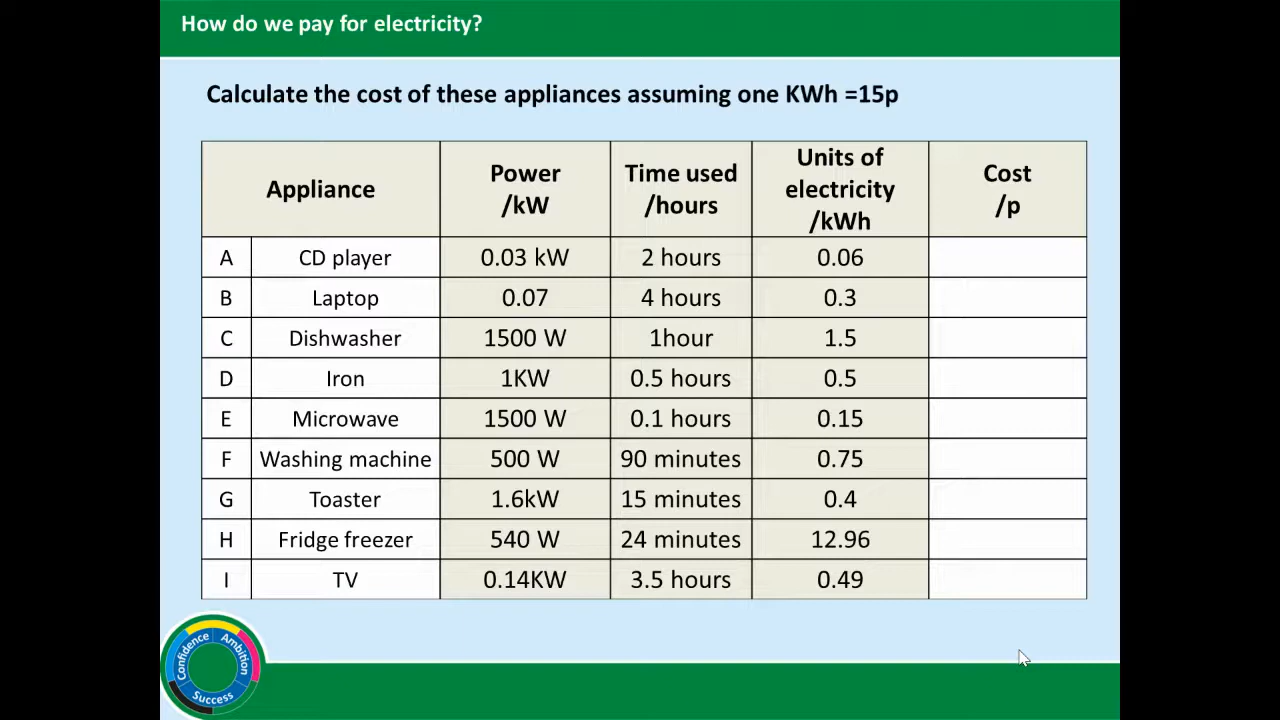 How do we pay for electricity?
Calculate the cost of these appliances assuming one KWh =15p
Appliance Power /kW Time used /hours Units of electricity /kWh Cost /p
A CD player 0.03 kW 2 hours 0.06
B Laptop 0.07 4 hours 0.3
C Dishwasher 1500 W 1hour 1.5
D Iron 1KW 0.5 hours 0.5
E Microwave 1500 W 0.1 hours 0.15
F Washing machine 500 W 90 minutes 0.75
G Toaster 1.6kW 15 minutes 0.4
H Fridge freezer 540 W 24 minutes 12.96
I TV 0.14KW 3.5 hours 0.49
Confidence Ambition
Success